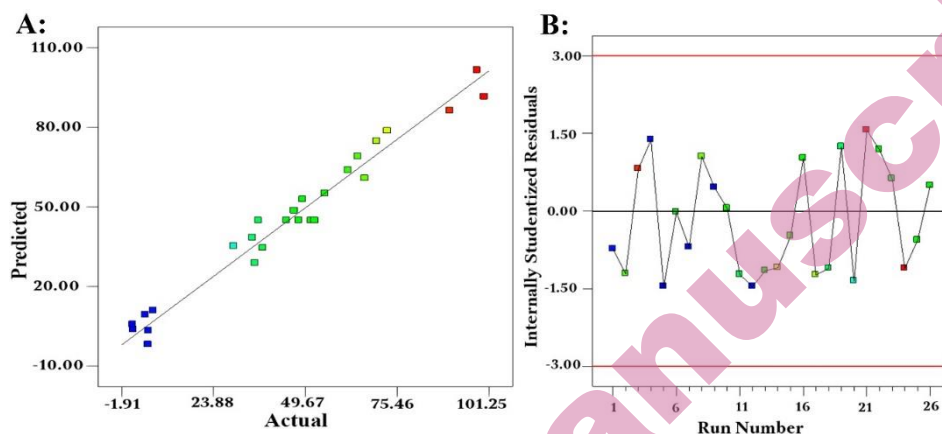 A:
110.00
80.00
50.00
20.00
-10.00
Predicted
-1.91 23.88 49.67 75.46 101.25
Actual
B:
3.00
1.50
0.00
-1.50
-3.00
Internally Studentized Residuals
1 6 11 16 21 26
Run Number
anusc